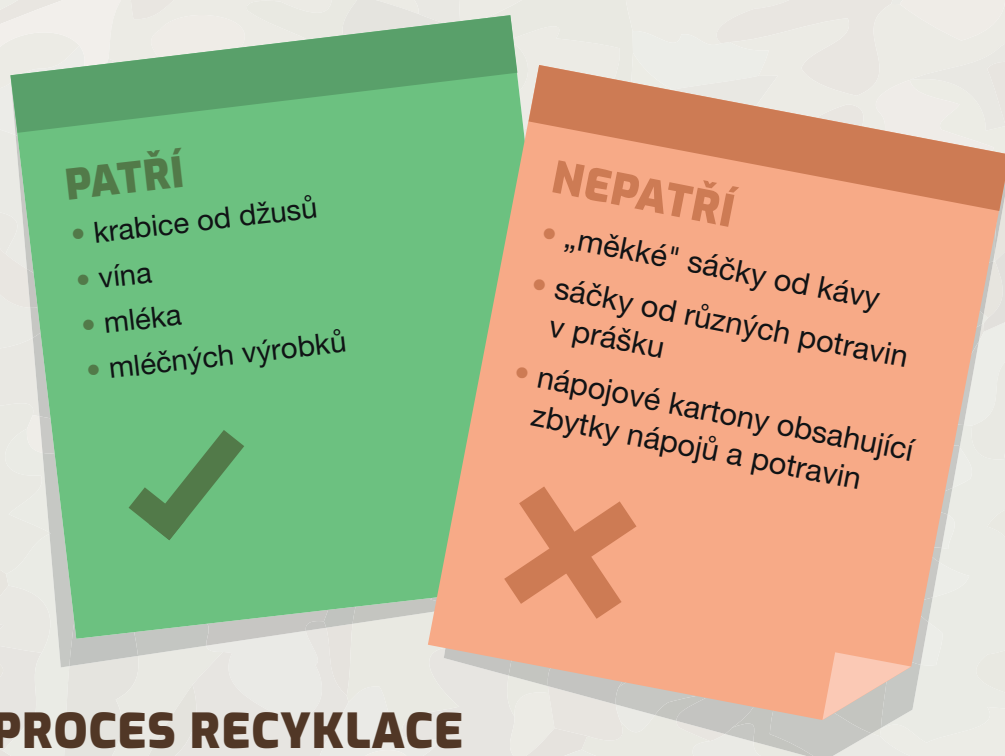 PATŘÍ
• krabice od džusů
• vína
• mléka
• mléčných výrobků
NEPATŘÍ
• „měkké" sáčky od kávy
• sáčky od různých potravin
v prášku
• nápojové kartony obsahující
zbytky nápojů a potravin
PROCES RECYKLACE